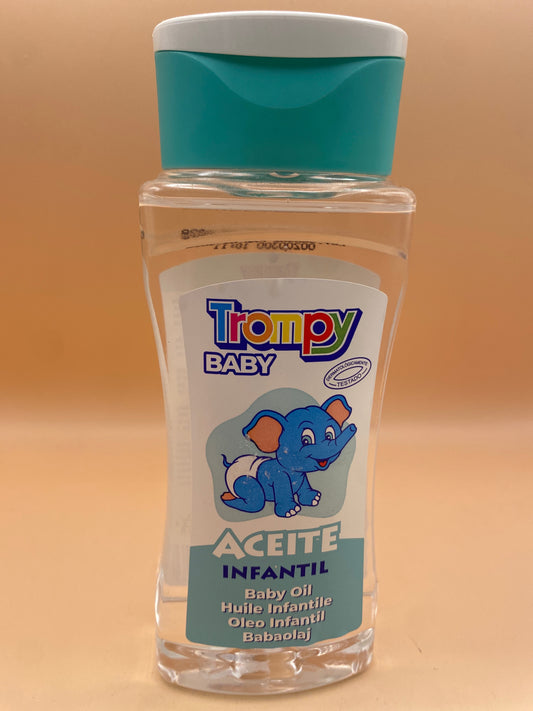 Trompy
BABY
DERMATOLÓGICAMENTE
TESTADO
ACEITE
INFANTIL
Baby Oil
Huile Infantile
Oleo Infantil
Babaolaj